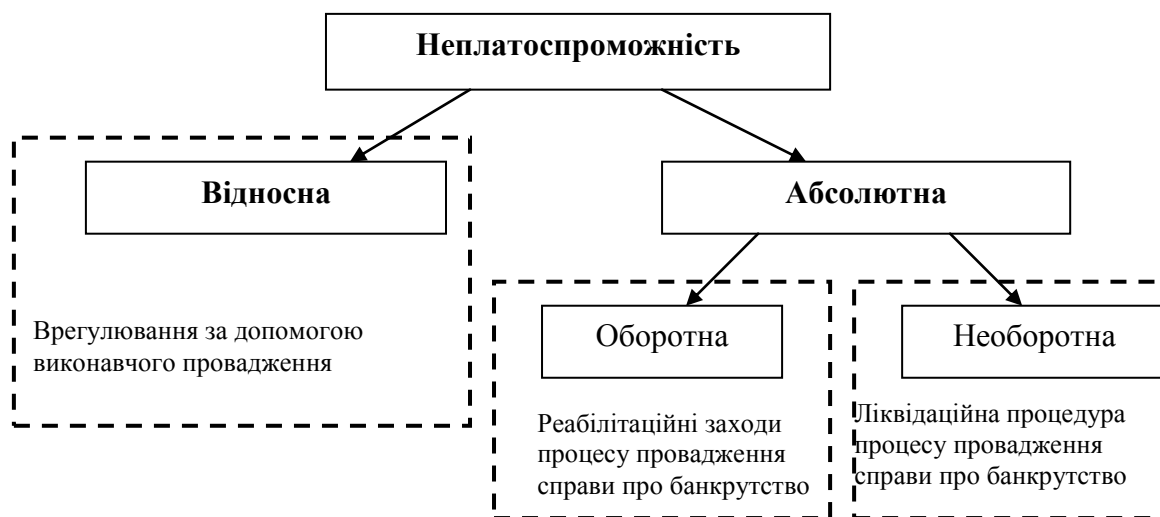 Неплатоспроможність
Відносна
Абсолютна
Врегулювання за допомогою
виконавчого провадження
Оборотна
Необоротна
Реабілітаційні заходи
процесу провадження
справи про банкрутство
Ліквідаційна процедура
процесу провадження
справи про банкрутство